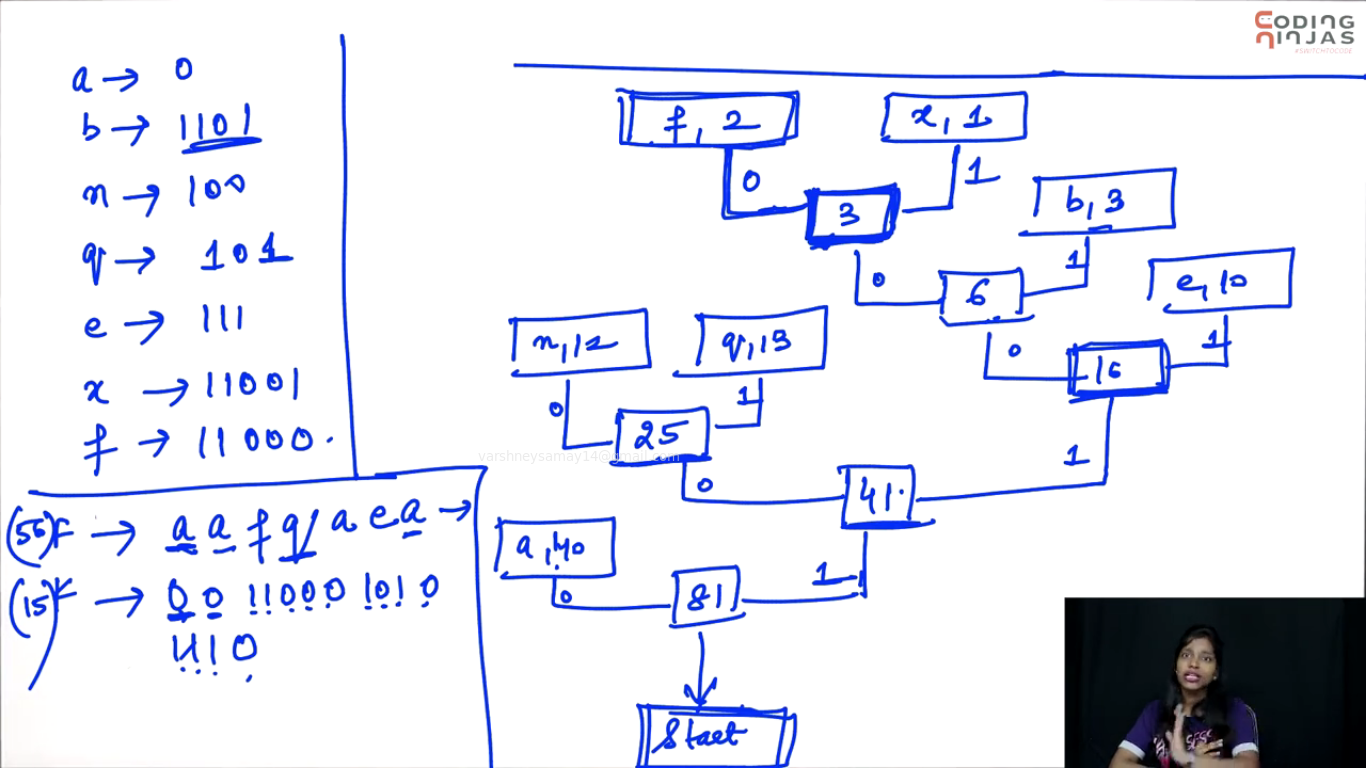 CODING
NINJAS
#SWITCHTOCODE
a → 0
b → 1101
n → 100
q → 101
e → 111
x → 11001
f → 11000.
(56)F → a a f q/ a e a →
(15)K → 0 0 11000 101 0
111 0
f, 2
x, 1
0
1
3
b, 3
0
1
6
e, 10
0
1
16
n, 12
q, 13
0
1
25
0
1
41.
a, 40
0
1
81
Start
varshneysamay14@gmail.com